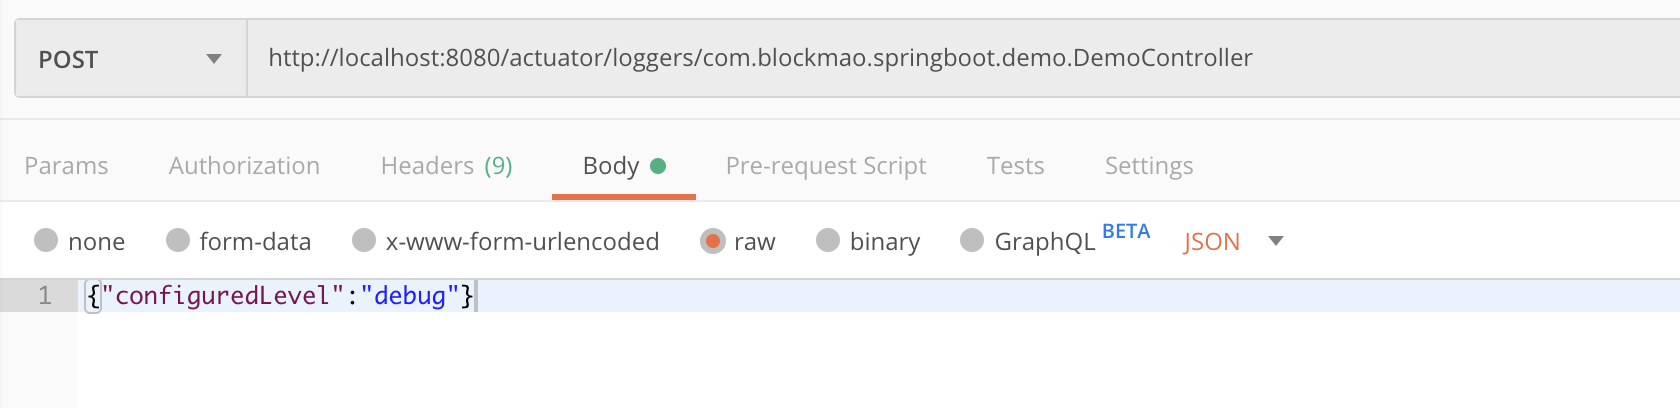 POST http://localhost:8080/actuator/loggers/com.blockmao.springboot.demo.DemoController
Params Authorization Headers (9) Body Pre-request Script Tests Settings
none form-data x-www-form-urlencoded raw binary GraphQL BETA JSON
1 {"configuredLevel":"debug"}